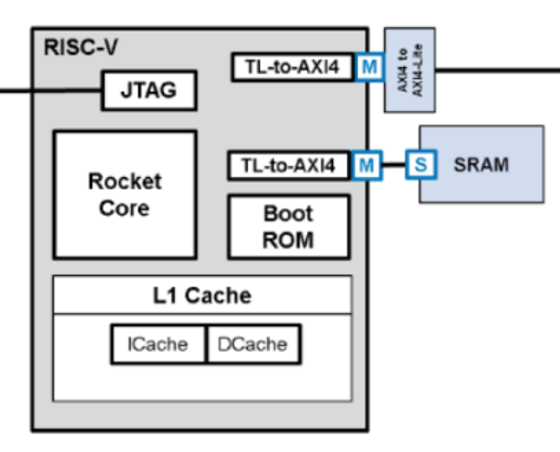 RISC-V
TL-to-AXI4
M
AXI4 to
AXI4-Lite
JTAG
TL-to-AXI4
M
S
SRAM
Rocket
Core
Boot
ROM
L1 Cache
ICache
DCache